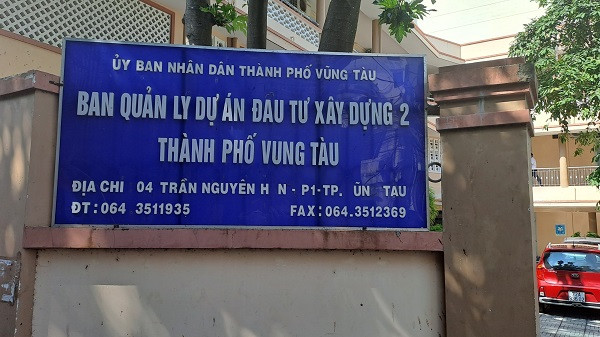 ỦY BAN NHÂN DÂN THÀNH PHỐ VŨNG TÀU
BAN QUẢN LÝ DỰ ÁN ĐẦU TƯ XÂY DỰNG 2
THÀNH PHỐ VUNG TÀU
ĐỊA CHỈ 04 TRẦN NGUYÊN H N - P1-TP. ŨN TAU
ĐT: 064 3511935 FAX: 064.3512369